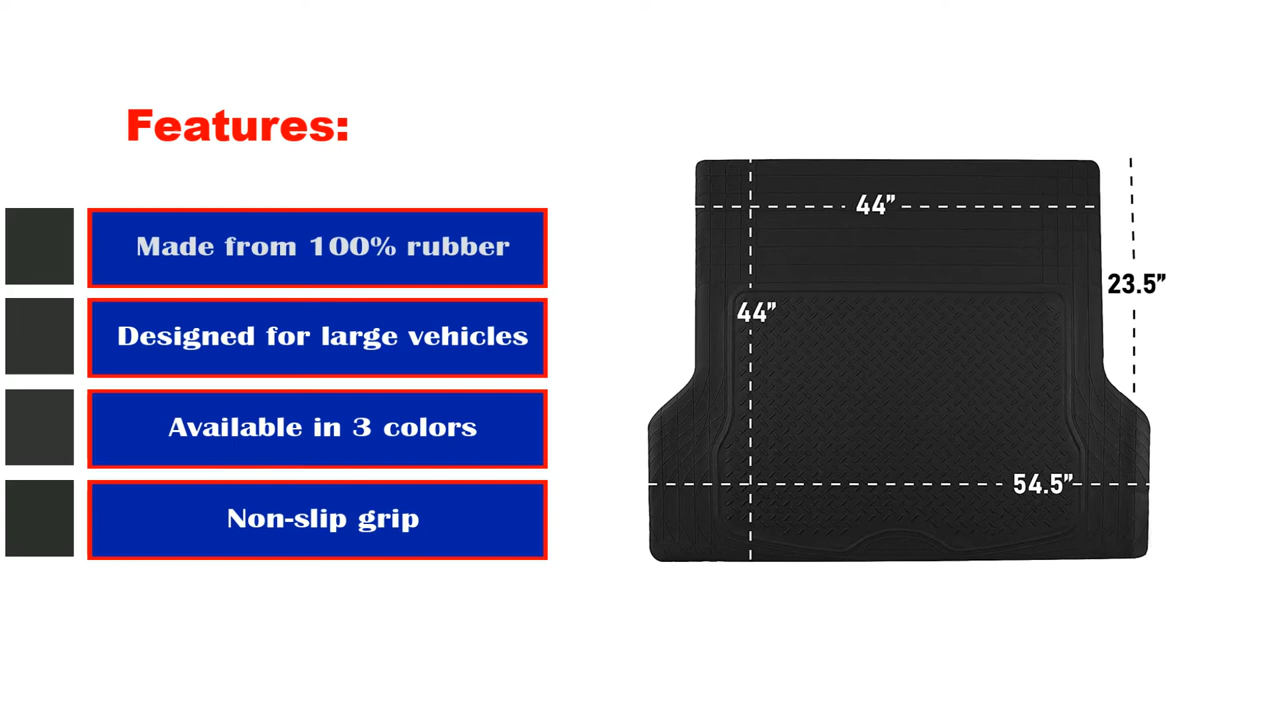 Features:
Made from 100% rubber
Designed for large vehicles
Available in 3 colors
Non-slip grip
44”
23.5”
44”
54.5”